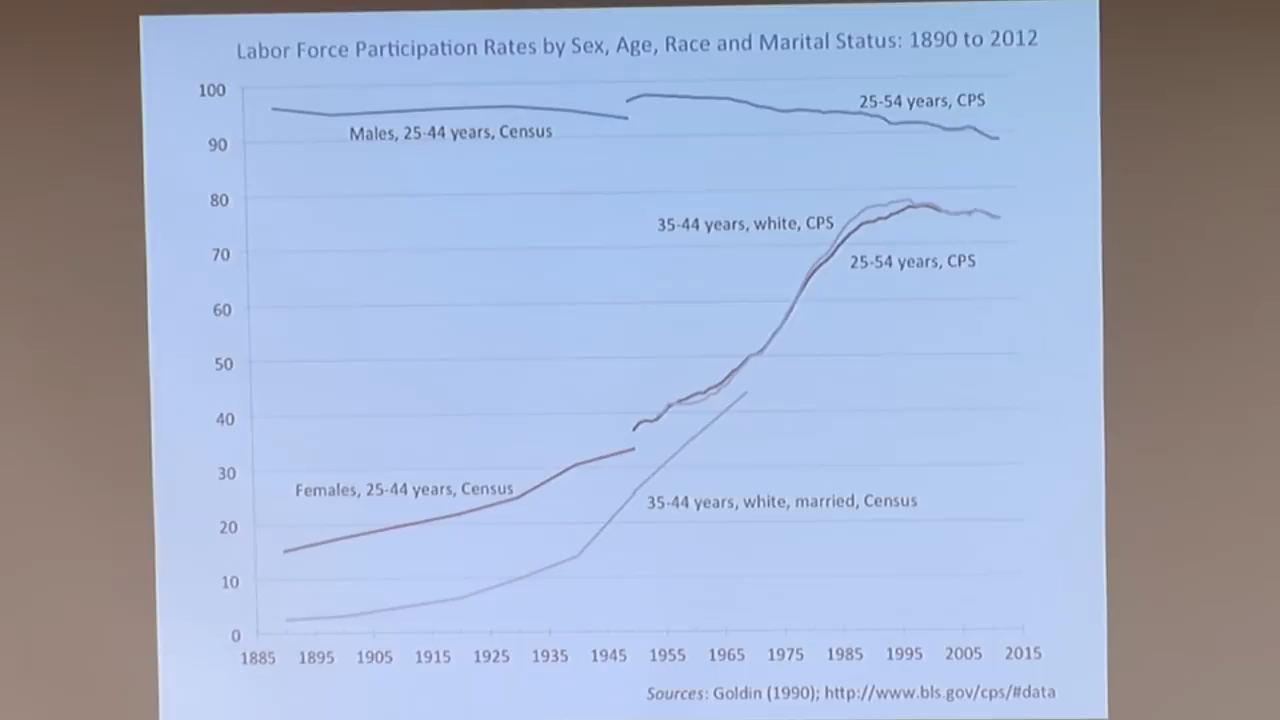 Labor Force Participation Rates by Sex, Age, Race and Marital Status: 1890 to 2012
100
25-54 years, CPS
Males, 25-44 years, Census
90
80
35-44 years, white, CPS
70
25-54 years, CPS
60
50
40
30
Females, 25-44 years, Census
35-44 years, white, married, Census
20
10
0
1885 1895 1905 1915 1925 1935 1945 1955 1965 1975 1985 1995 2005 2015
Sources: Goldin (1990); http://www.bls.gov/cps/#data